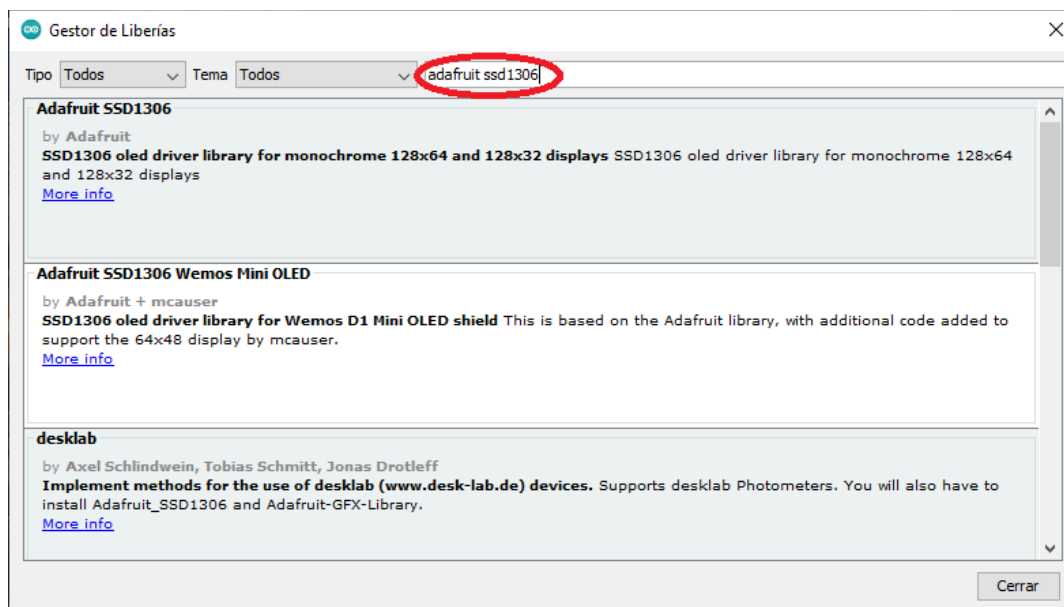 Gestor de Liberías
Tipo Todos Tema Todos adafruit ssd1306
Adafruit SSD1306
by Adafruit
SSD1306 oled driver library for monochrome 128x64 and 128x32 displays SSD1306 oled driver library for monochrome 128x64
and 128x32 displays
More info
Adafruit SSD1306 Wemos Mini OLED
by Adafruit + mcauser
SSD1306 oled driver library for Wemos D1 Mini OLED shield This is based on the Adafruit library, with additional code added to
support the 64x48 display by mcauser.
More info
desklab
by Axel Schlindwein, Tobias Schmitt, Jonas Drotleff
Implement methods for the use of desklab (www.desk-lab.de) devices. Supports desklab Photometers. You will also have to
install Adafruit_SSD1306 and Adafruit-GFX-Library.
More info
Cerrar